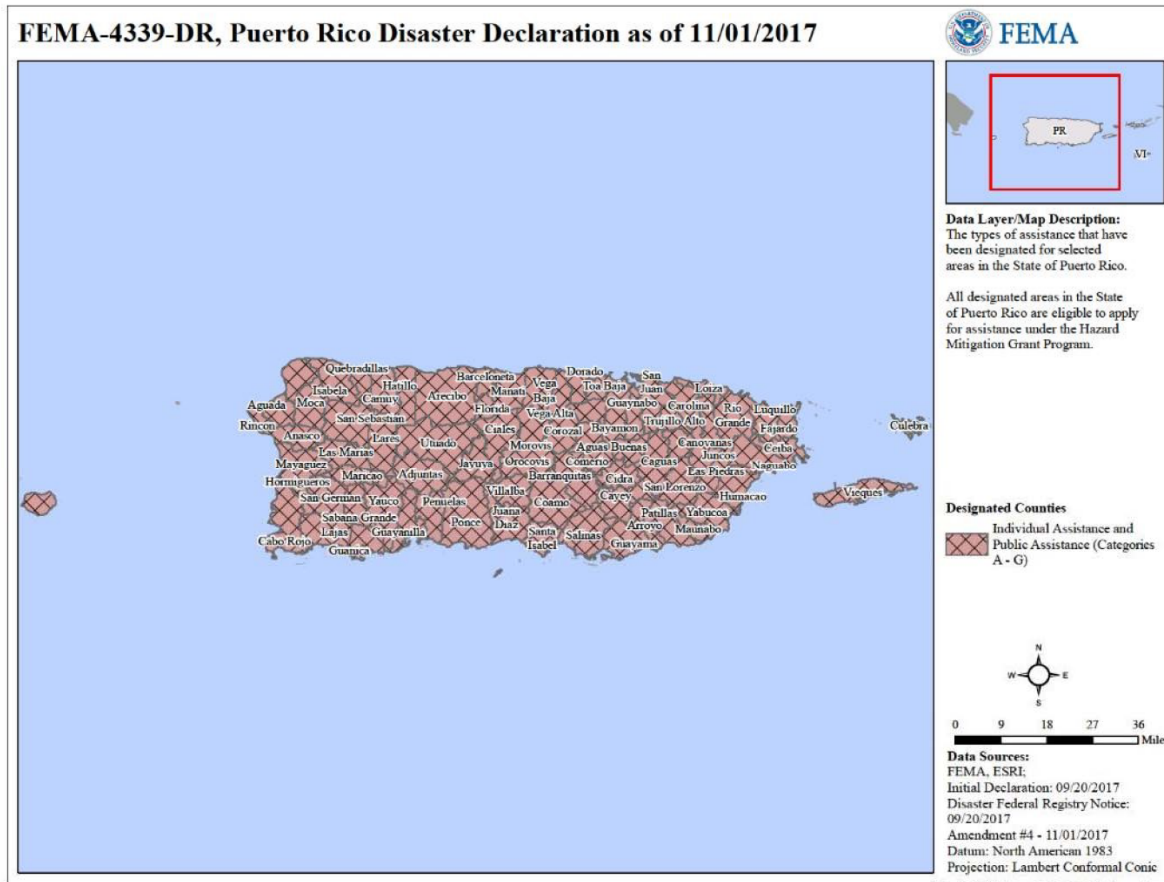 FEMA-4339-DR, Puerto Rico Disaster Declaration as of 11/01/2017
FEMA
PR
VI
Data Layer/Map Description:
The types of assistance that have
been designated for selected
areas in the State of Puerto Rico.
All designated areas in the State
of Puerto Rico are eligible to apply
for assistance under the Hazard
Mitigation Grant Program.
Quebradillas
Isabela
Hatillo
Camuy
Aguada
Moca
Rincon
San Sebastian
Anasco
Lares
Las Marias
Mayaguez
Hormigueros
Maricao
San German
Yauco
Sabana Grande
Cabo Rojo
Lajas
Guanica
Guayanilla
Arecibo
Barceloneta
Manati
Florida
Ciales
Utuado
Adjuntas
Jayuya
Penuelas
Ponce
Vega
Baja
Vega Alta
Dorado
Toa Baja
Corozal
Morovis
Orocovis
Villalba
Juana
Diaz
Barranquitas
Coamo
Santa
Isabel
Salinas
San
Juan
Guaynabo
Bayamon
Aguas Buenas
Comerio
Cidra
Cayey
Guayama
Loiza
Carolina
Trujillo Alto
Canovanas
Caguas
Juncos
Las Piedras
San Lorenzo
Patillas
Arroyo
Rio
Grande
Luquillo
Fajardo
Ceiba
Naguabo
Humacao
Yabucoa
Maunabo
Culebra
Vieques
Designated Counties
Individual Assistance and
Public Assistance (Categories
A - G)
N
W
E
S
0 9 18 27 36
Mile
Data Sources:
FEMA, ESRI;
Initial Declaration: 09/20/2017
Disaster Federal Registry Notice:
09/20/2017
Amendment #4 - 11/01/2017
Datum: North American 1983
Projection: Lambert Conformal Conic